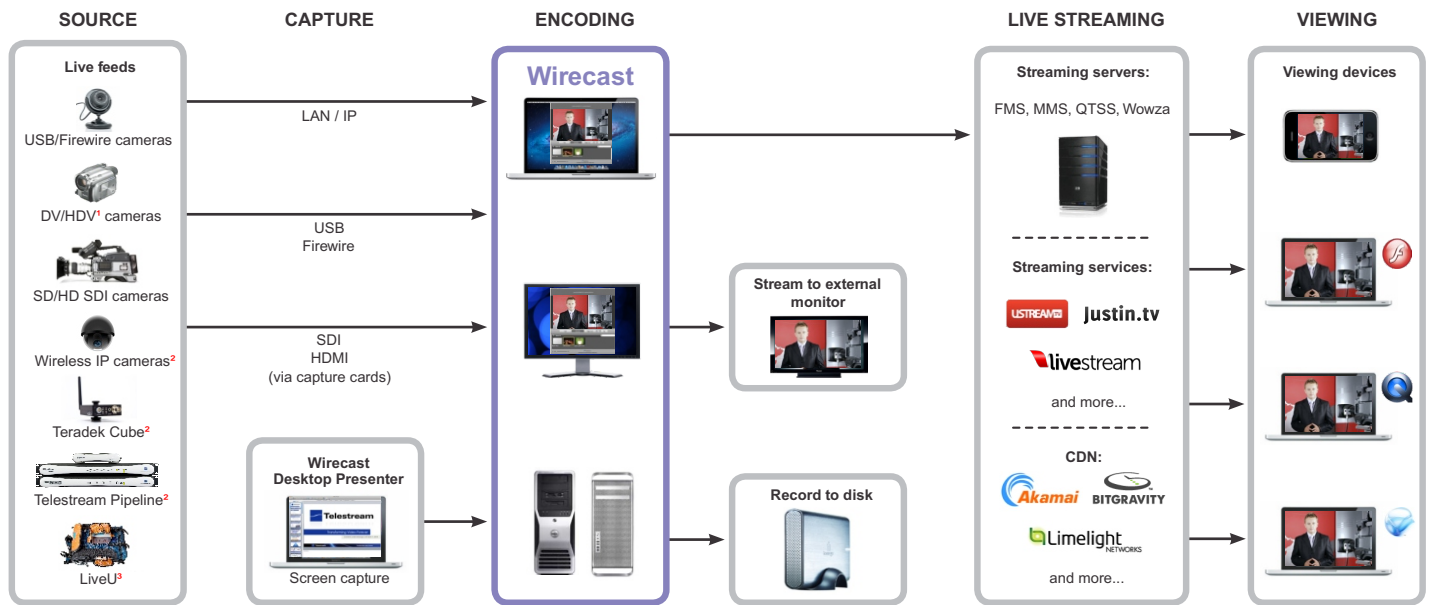 SOURCE
CAPTURE
ENCODING
LIVE STREAMING
VIEWING
Live feeds
USB/Firewire cameras
DV/HDV¹ cameras
SD/HD SDI cameras
Wireless IP cameras²
Teradek Cube²
Telestream Pipeline²
LiveU³
LAN / IP
USB
Firewire
SDI
HDMI
(via capture cards)
Wirecast
Desktop Presenter
Telestream
Screen capture
Wirecast
Stream to external
monitor
Record to disk
Streaming servers:
FMS, MMS, QTSS, Wowza
Streaming services:
USTREAM
Justin.tv
livestream
and more...
CDN:
Akamai
BITGRAVITY
Limelight
NETWORKS
and more...
Viewing devices